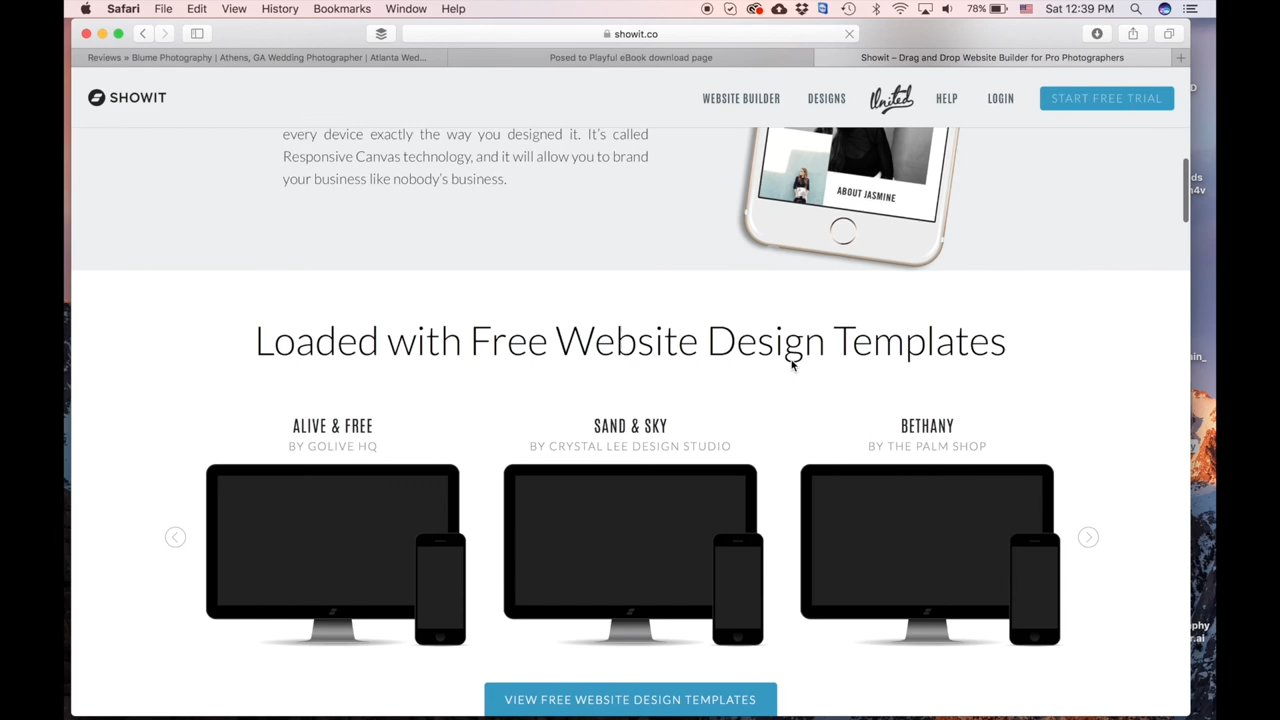 Safari File Edit View History Bookmarks Window Help 78% Sat 12:39 PM
showit.co
Reviews » Blume Photography | Athens, GA Wedding Photographer | Atlanta Wed... Posed to Playful eBook download page Showit – Drag and Drop Website Builder for Pro Photographers
SHOWIT WEBSITE BUILDER DESIGNS United HELP LOGIN START FREE TRIAL
every device exactly the way you designed it. It's called
Responsive Canvas technology, and it will allow you to brand
your business like nobody's business.
ABOUT JASMINE
Loaded with Free Website Design Templates
ALIVE & FREE SAND & SKY BETHANY
BY GOLIVE HQ BY CRYSTAL LEE DESIGN STUDIO BY THE PALM SHOP
VIEW FREE WEBSITE DESIGN TEMPLATES